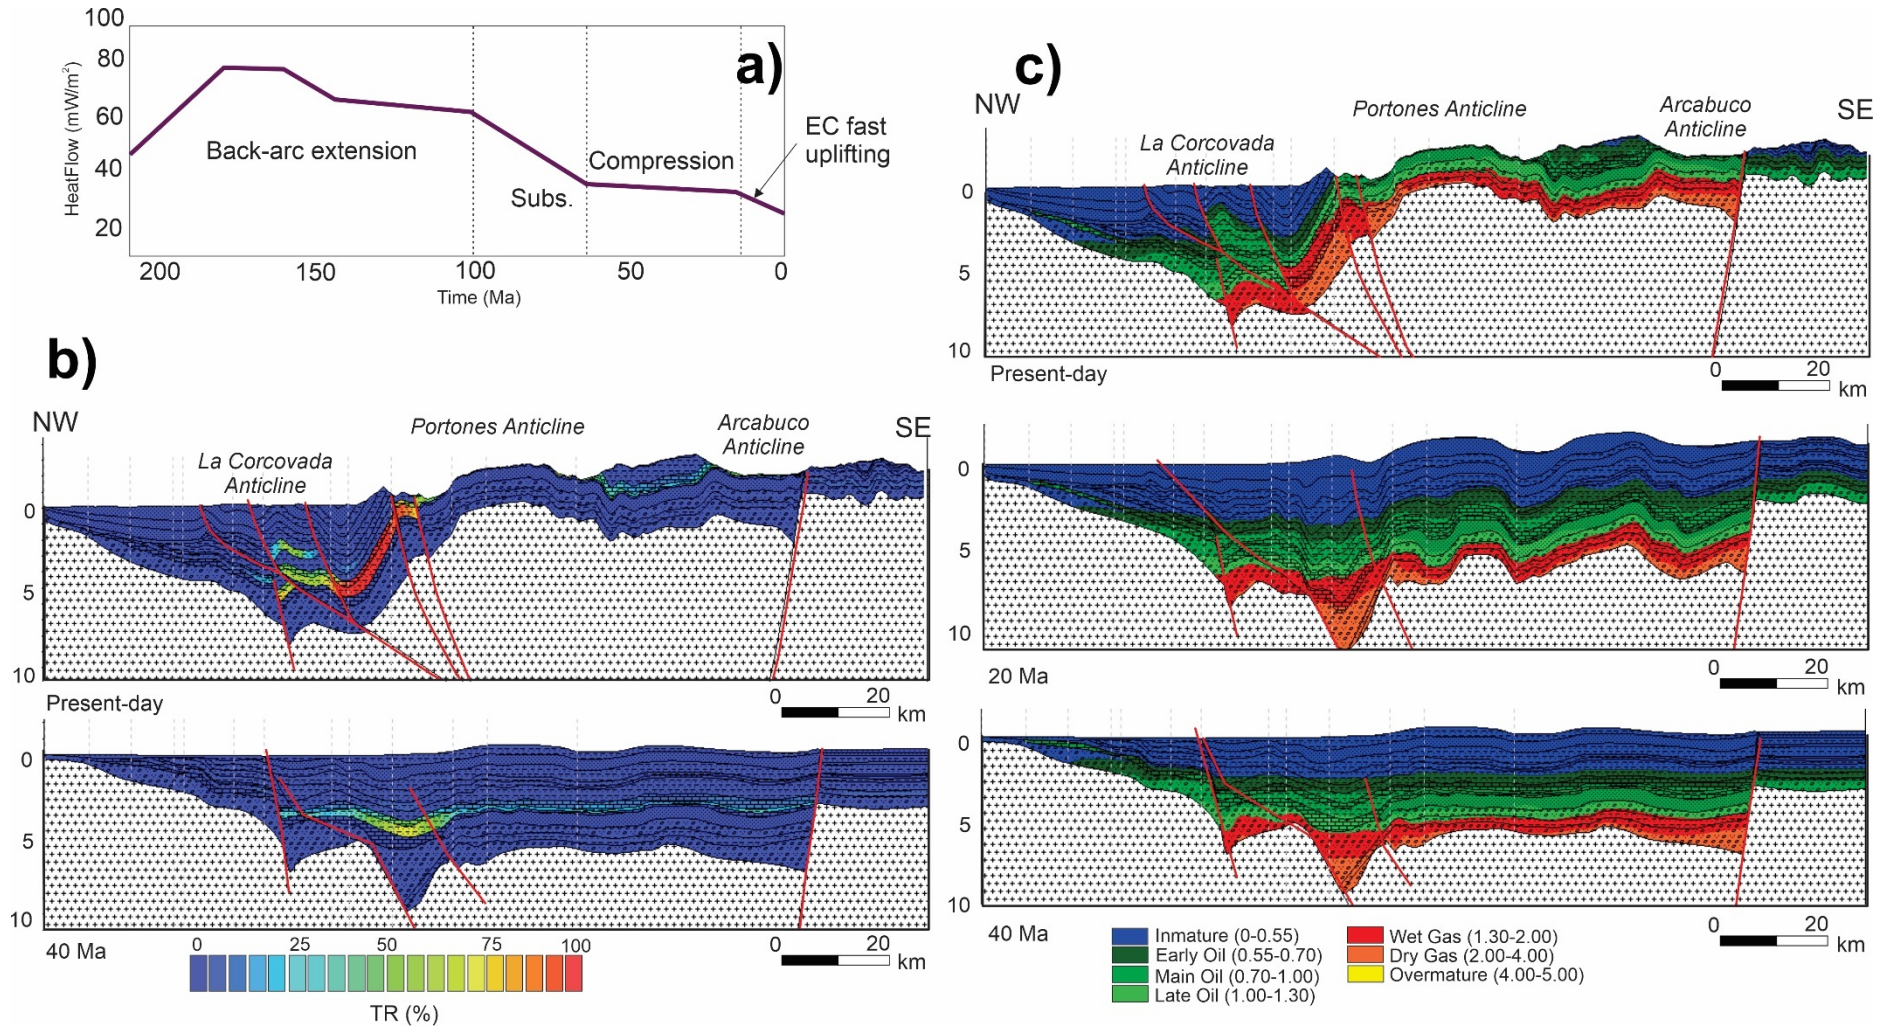 a)
HeatFlow (mW/m²)
100
80
60
40
20
Back-arc extension
Subs.
Compression
EC fast
uplifting
200
150
100
50
0
Time (Ma)
b)
NW
La Corcovada
Anticline
Portones Anticline
Arcabuco
Anticline
SE
0
5
10
Present-day
0
20
km
0
5
10
40 Ma
0
25
50
75
100
TR (%)
0
20
km
c)
NW
La Corcovada
Anticline
Portones Anticline
Arcabuco
Anticline
SE
0
5
10
Present-day
0
20
km
0
5
10
20 Ma
0
20
km
0
5
10
40 Ma
Inmature (0-0.55)
Early Oil (0.55-0.70)
Main Oil (0.70-1.00)
Late Oil (1.00-1.30)
Wet Gas (1.30-2.00)
Dry Gas (2.00-4.00)
Overmature (4.00-5.00)
0
20
km